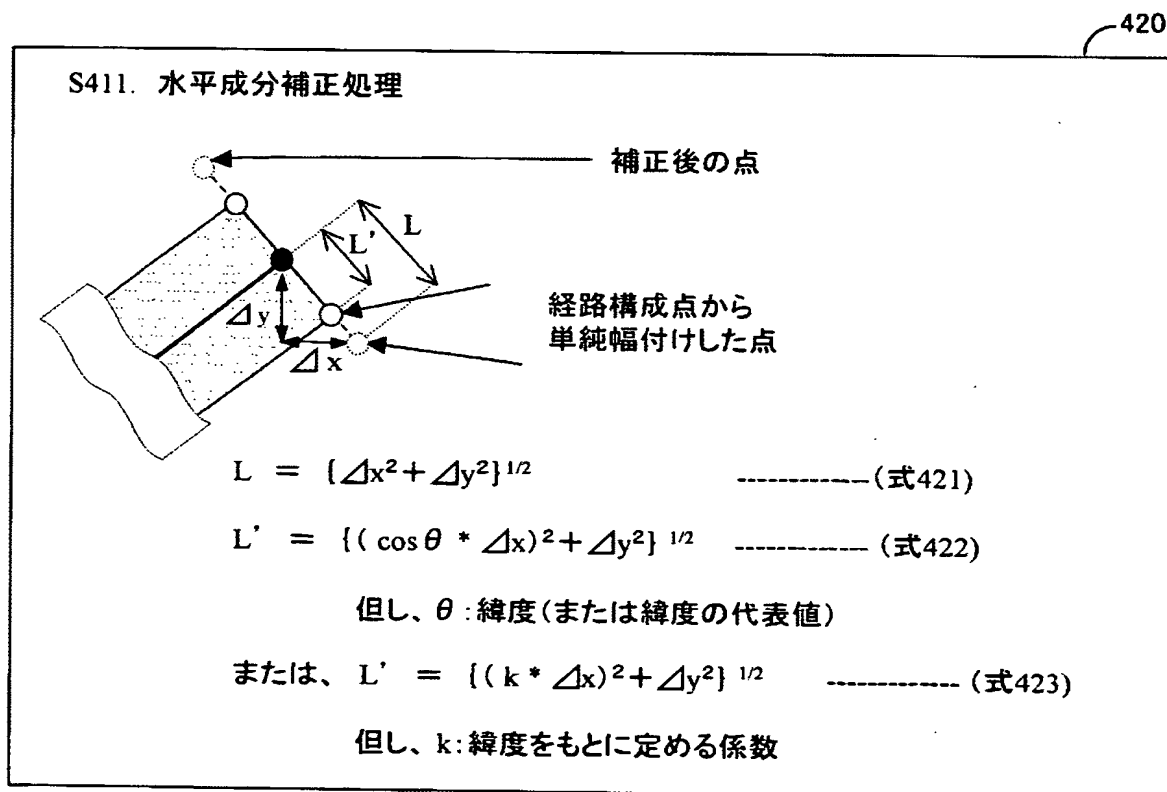 420
S411. 水平成分補正処理
補正後の点
L
L'
経路構成点から
単純幅付けした点
⊿y
⊿x
L = {⊿x²+⊿y²}^1/2 ------------(式421)
L' = {( cosθ * ⊿x)²+⊿y²}^1/2 ------------ (式422)
但し、θ:緯度(または緯度の代表値)
または、 L' = {( k * ⊿x)²+⊿y²}^1/2 ------------ (式423)
但し、k:緯度をもとに定める係数